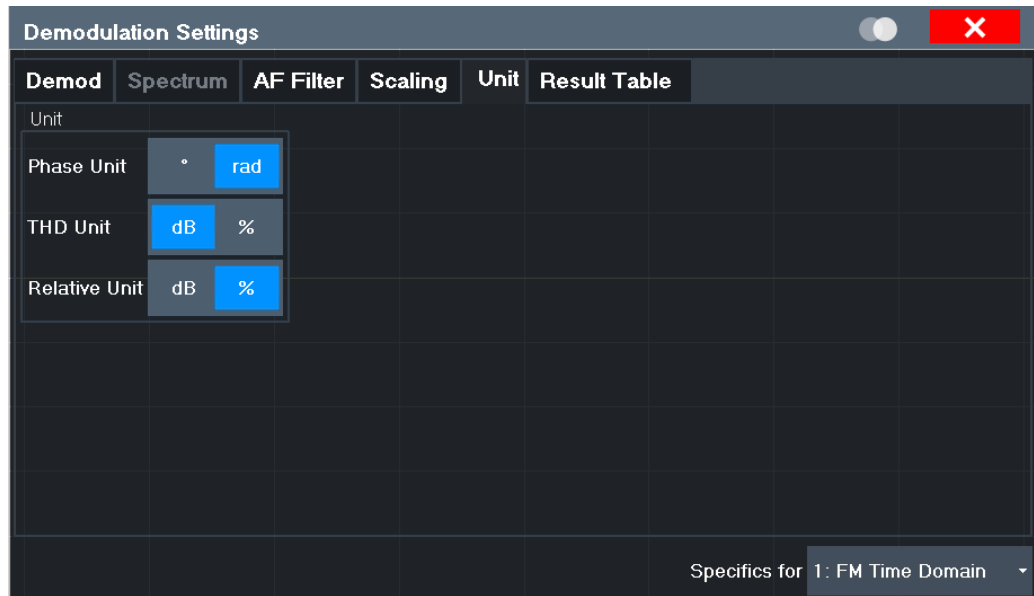 Demodulation Settings
Demod Spectrum AF Filter Scaling Unit Result Table
Unit
Phase Unit ° rad
THD Unit dB %
Relative Unit dB %
Specifics for 1: FM Time Domain